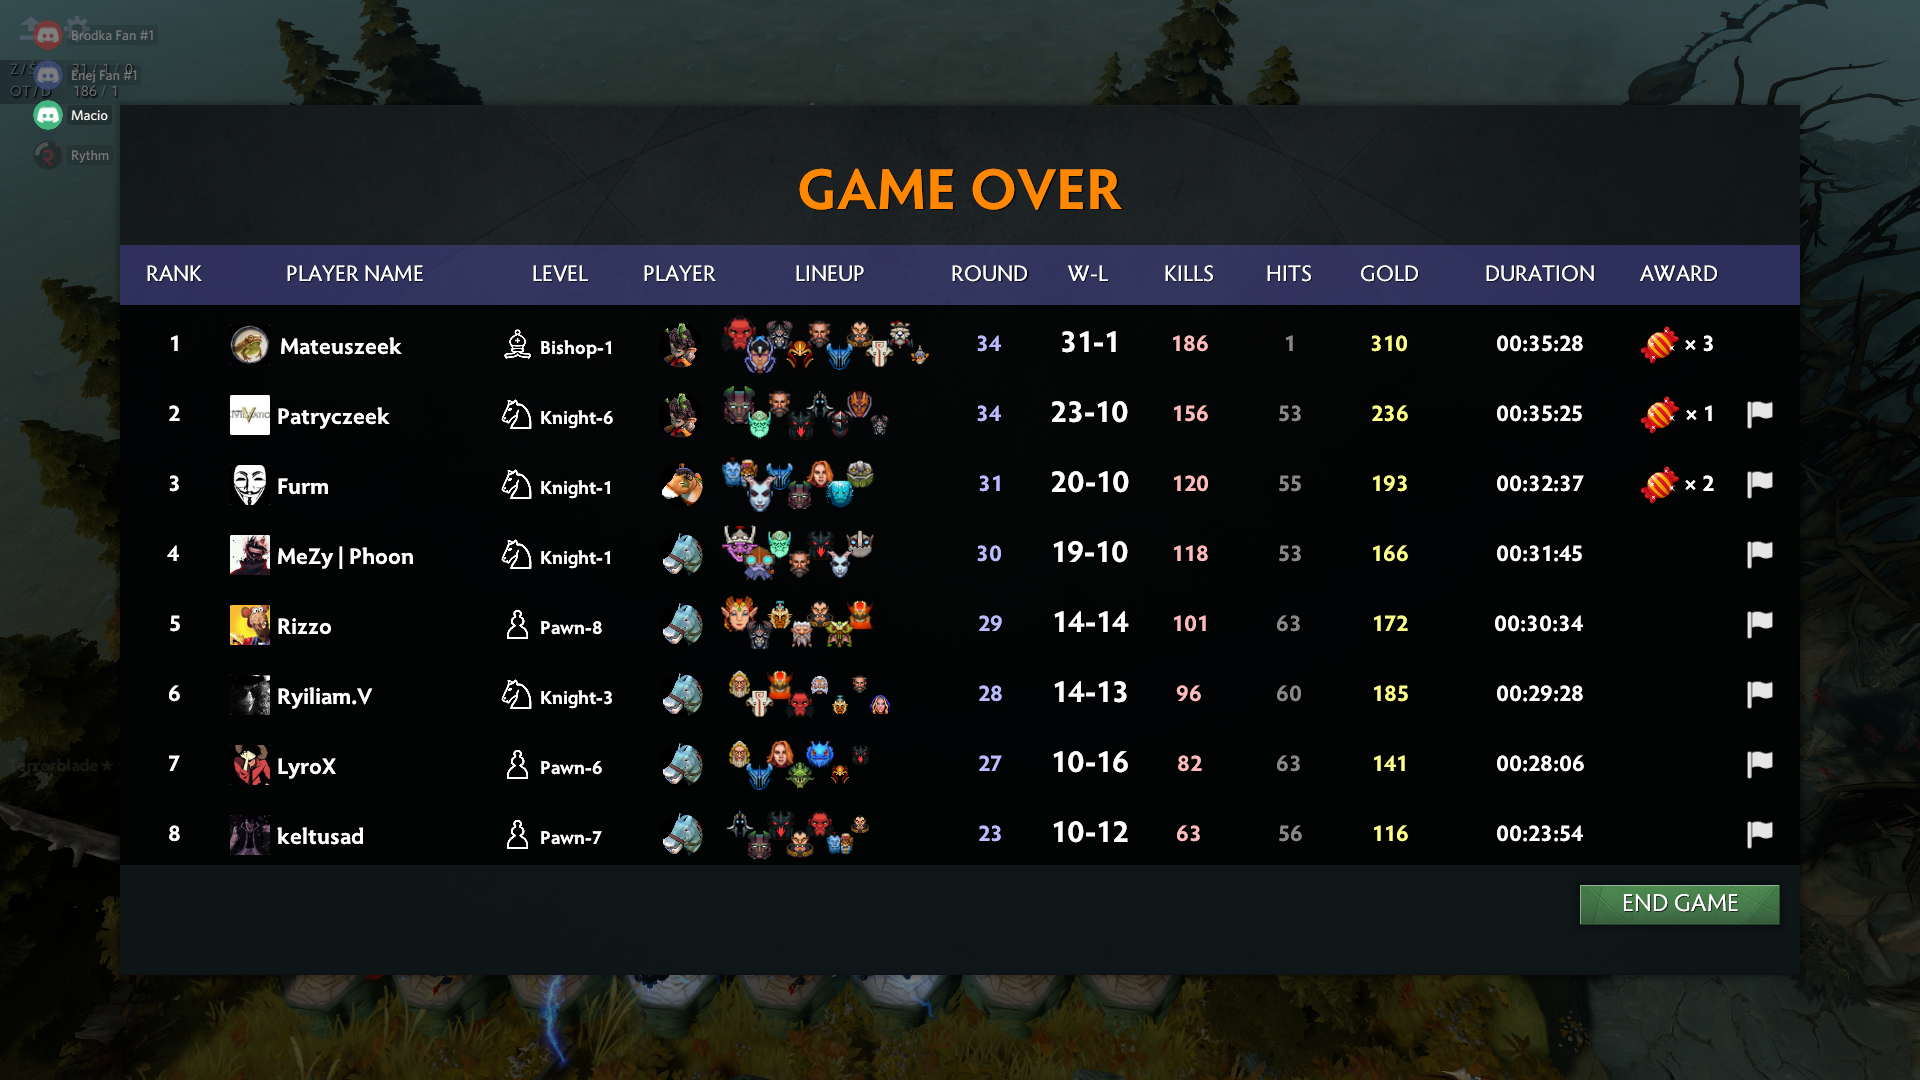 Brodka Fan #1
Enej Fan #1
186 / 1
Macio
Rythm
GAME OVER
RANK PLAYER NAME LEVEL PLAYER LINEUP ROUND W-L KILLS HITS GOLD DURATION AWARD
1 Mateuszeek Bishop-1 34 31-1 186 1 310 00:35:28 × 3
2 Patryczeek Knight-6 34 23-10 156 53 236 00:35:25 × 1
3 Furm Knight-1 31 20-10 120 55 193 00:32:37 × 2
4 MeZy | Phoon Knight-1 30 19-10 118 53 166 00:31:45
5 Rizzo Pawn-8 29 14-14 101 63 172 00:30:34
6 Ryiliam.V Knight-3 28 14-13 96 60 185 00:29:28
Terrorblade★
7 LyroX Pawn-6 27 10-16 82 63 141 00:28:06
8 keltusad Pawn-7 23 10-12 63 56 116 00:23:54
END GAME